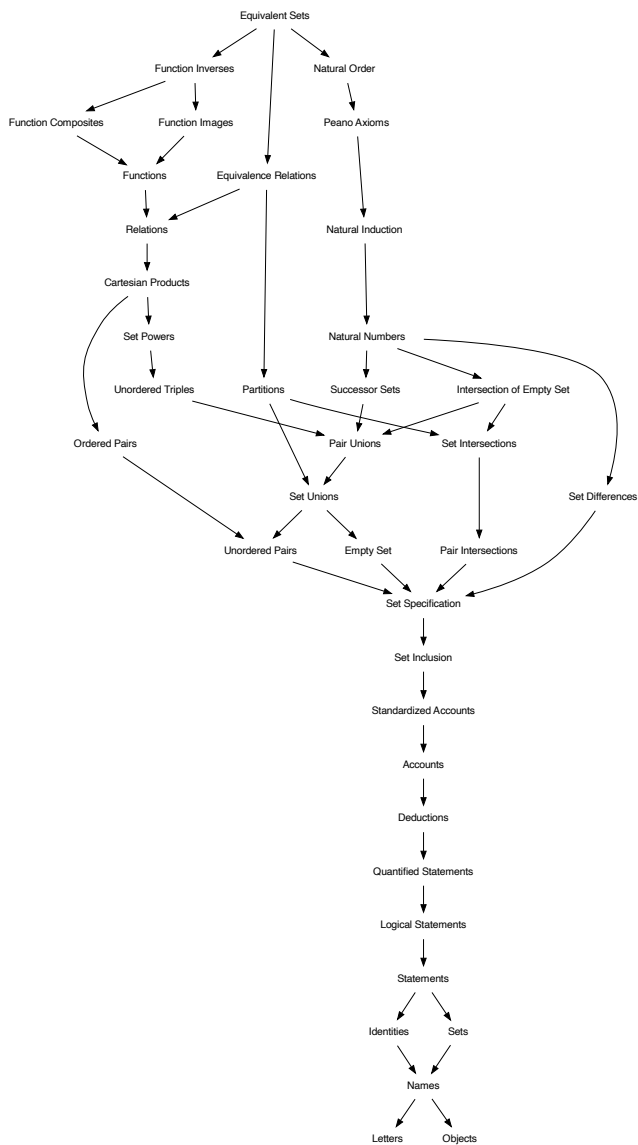 Equivalent Sets
Function Inverses
Natural Order
Function Composites
Function Images
Peano Axioms
Functions
Equivalence Relations
Relations
Natural Induction
Cartesian Products
Set Powers
Natural Numbers
Unordered Triples
Partitions
Successor Sets
Intersection of Empty Set
Ordered Pairs
Pair Unions
Set Intersections
Set Unions
Set Differences
Unordered Pairs
Empty Set
Pair Intersections
Set Specification
Set Inclusion
Standardized Accounts
Accounts
Deductions
Quantified Statements
Logical Statements
Statements
Identities
Sets
Names
Letters
Objects